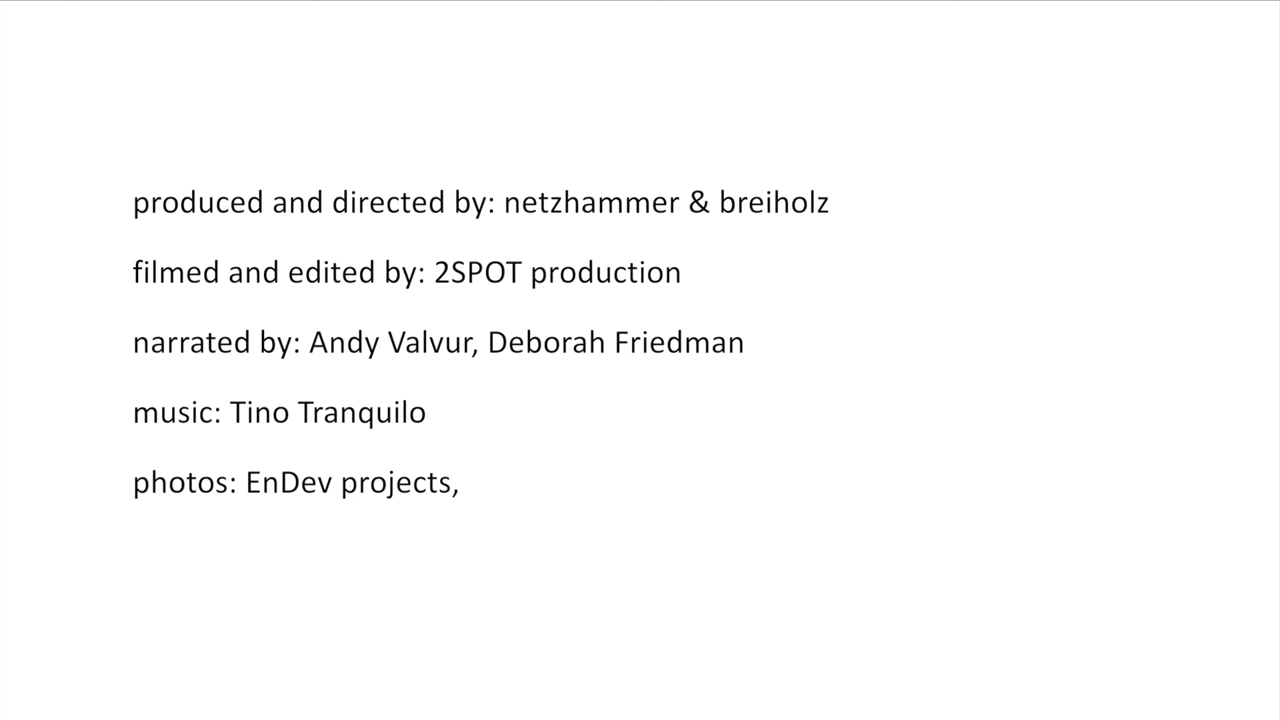 produced and directed by: netzhammer & breiholz
filmed and edited by: 2SPOT production
narrated by: Andy Valvur, Deborah Friedman
music: Tino Tranquilo
photos: EnDev projects,